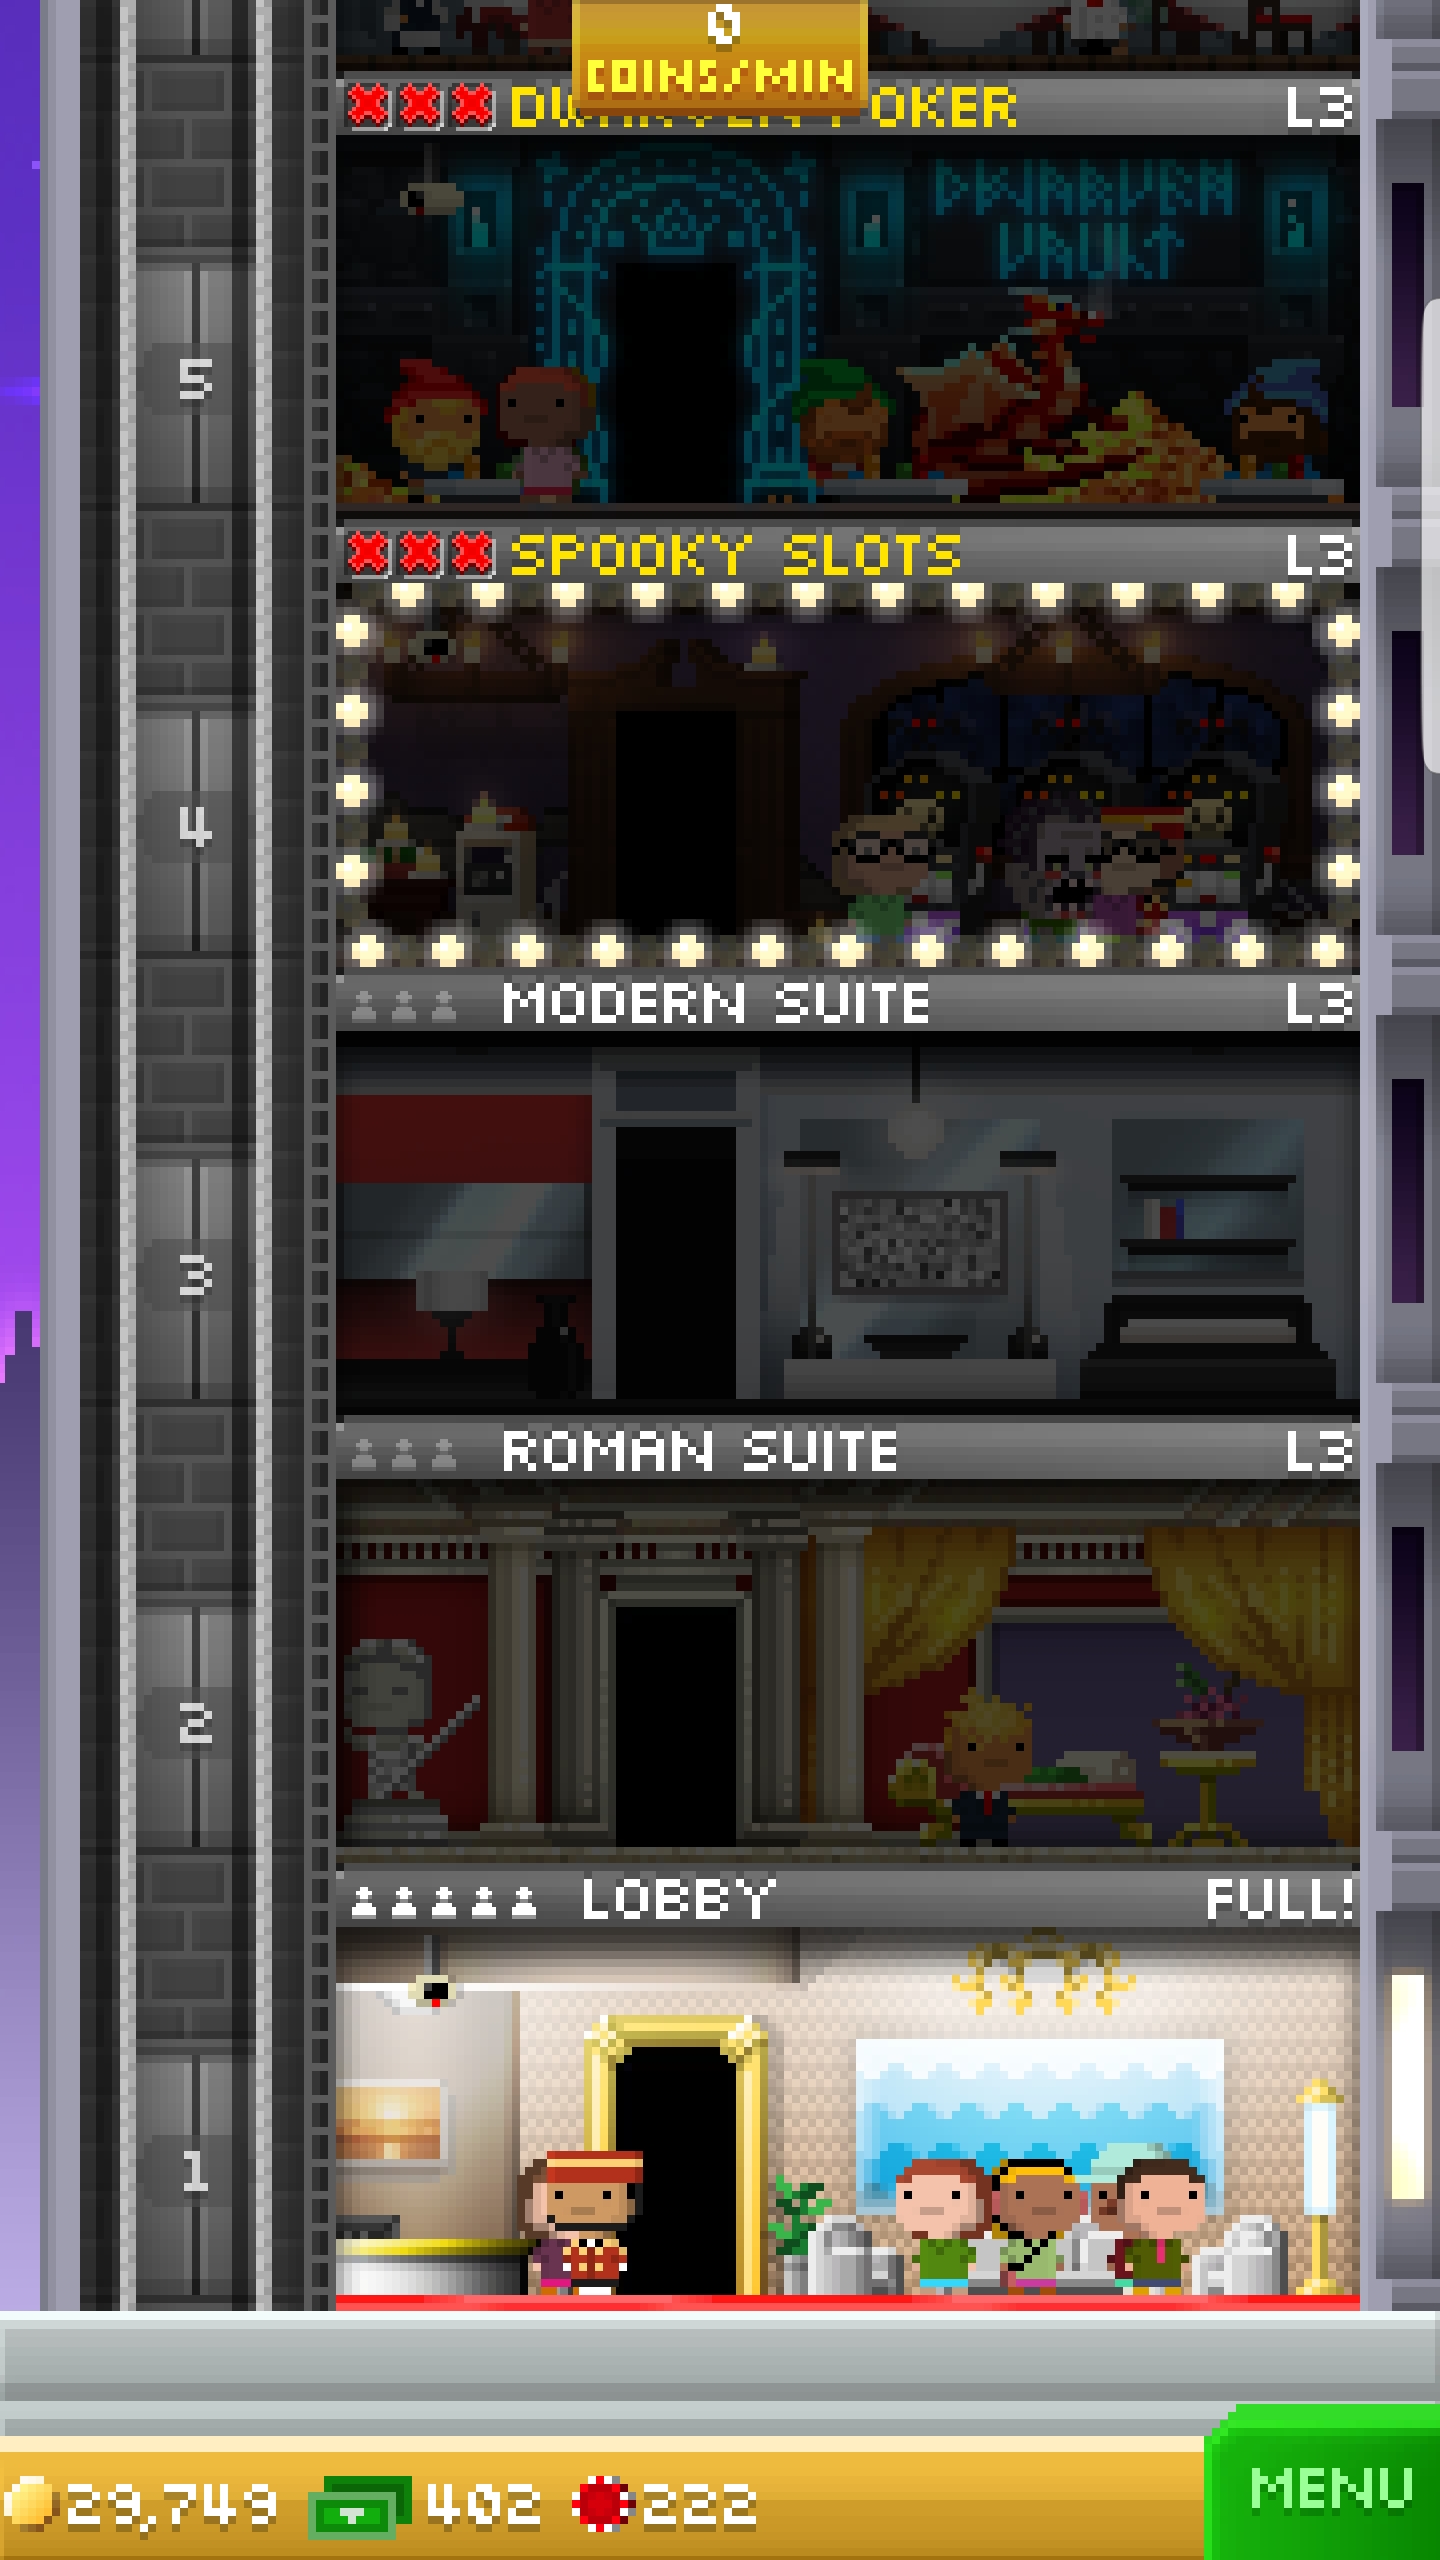 0
COINS/MIN
OKER L3
DWARVEN
VAULT
5
SPOOKY SLOTS L3
4
MODERN SUITE L3
3
ROMAN SUITE L3
2
LOBBY FULL!
1
29,749 402 222 MENU